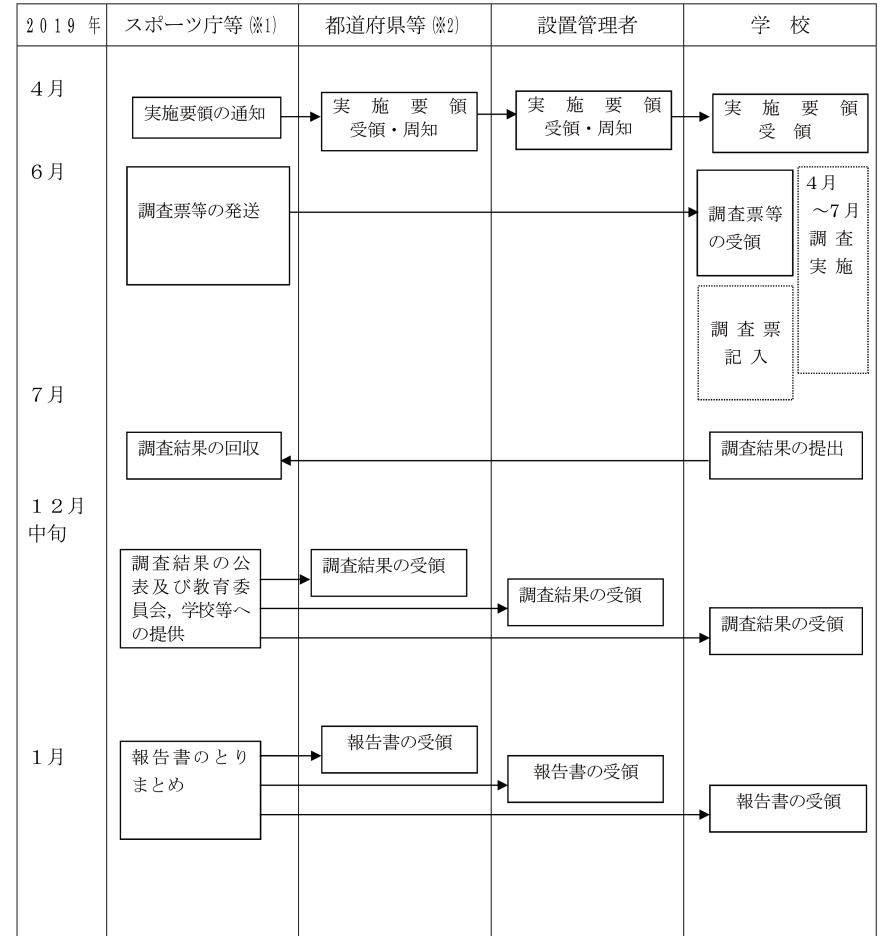 2019 年 スポーツ庁等(※1) 都道府県等(※2) 設置管理者 学 校
4月
実施要領の通知
実 施 要 領
受領・周知
実 施 要 領
受領・周知
実 施 要 領
受 領
6月
調査票等の発送
調査票等
の受領
4月
～7月
調 査
実 施
調 査 票
記 入
7月
調査結果の回収
調査結果の提出
12月
中旬
調査結果の公
表及び教育委
員会, 学校等へ
の提供
調査結果の受領
調査結果の受領
調査結果の受領
1月
報告書のとり
まとめ
報告書の受領
報告書の受領
報告書の受領